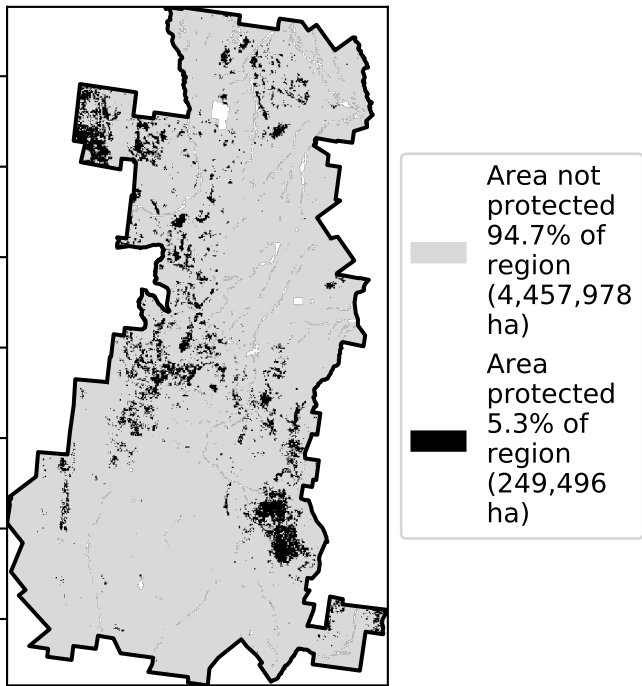 Area not
protected
94.7% of
region
(4,457,978
ha)
Area
protected
5.3% of
region
(249,496
ha)